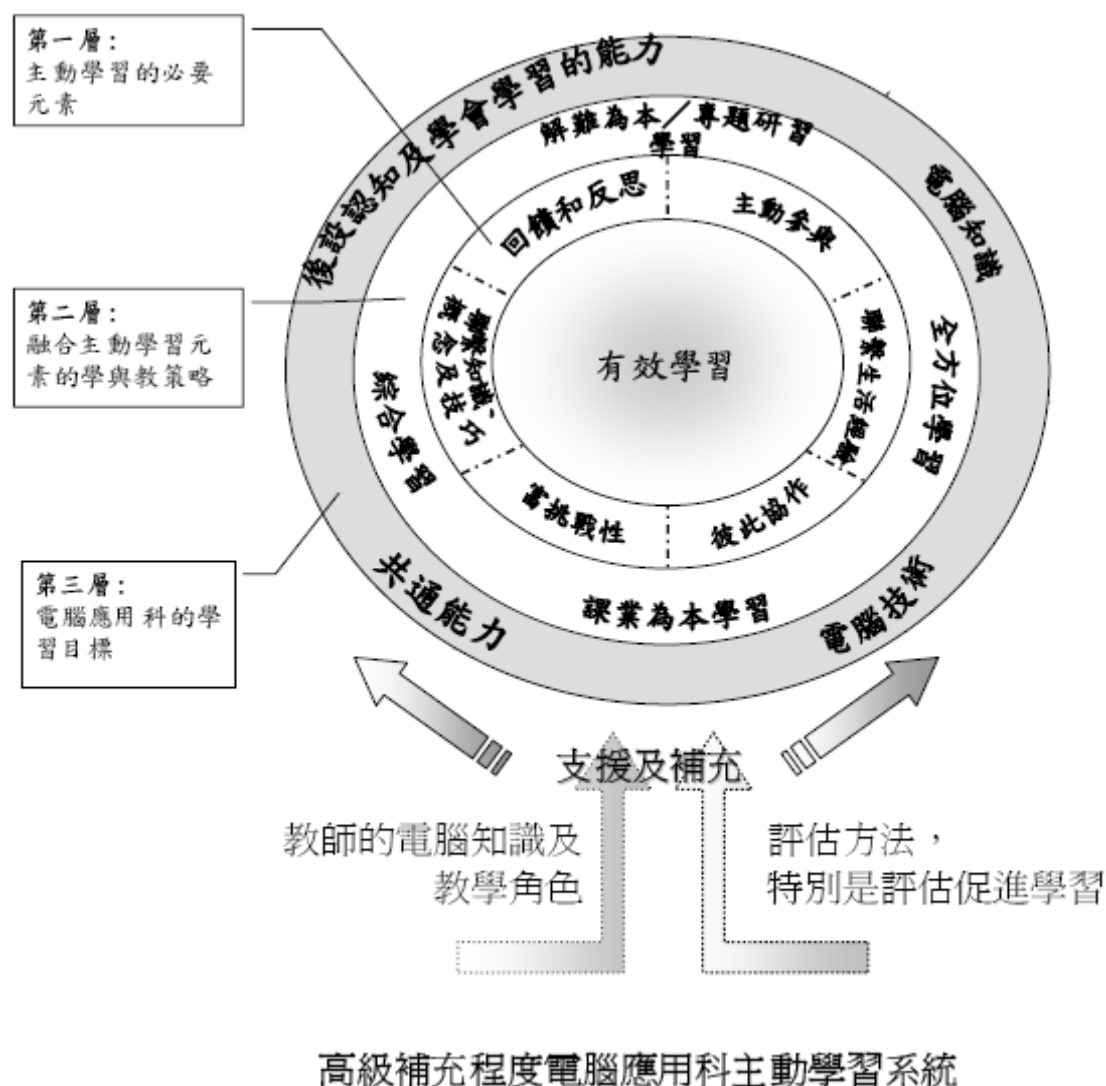 第一層：
主動學習的必要
元素
第二層：
融合主動學習元
素的學與教策略
第三層：
電腦應用科的學
習目標
後設認知及學會學習的能力
電腦知識
電腦技術
共通能力
解難為本／專題研習
學習
全方位學習
課業為本學習
綜合學習
回饋和反思
主動參與
聯繫生活經驗
彼此協作
富挑戰性
聯繫知識、
概念及技巧
有效學習
支援及補充
教師的電腦知識及
教學角色
評估方法，
特別是評估促進學習
高級補充程度電腦應用科主動學習系統